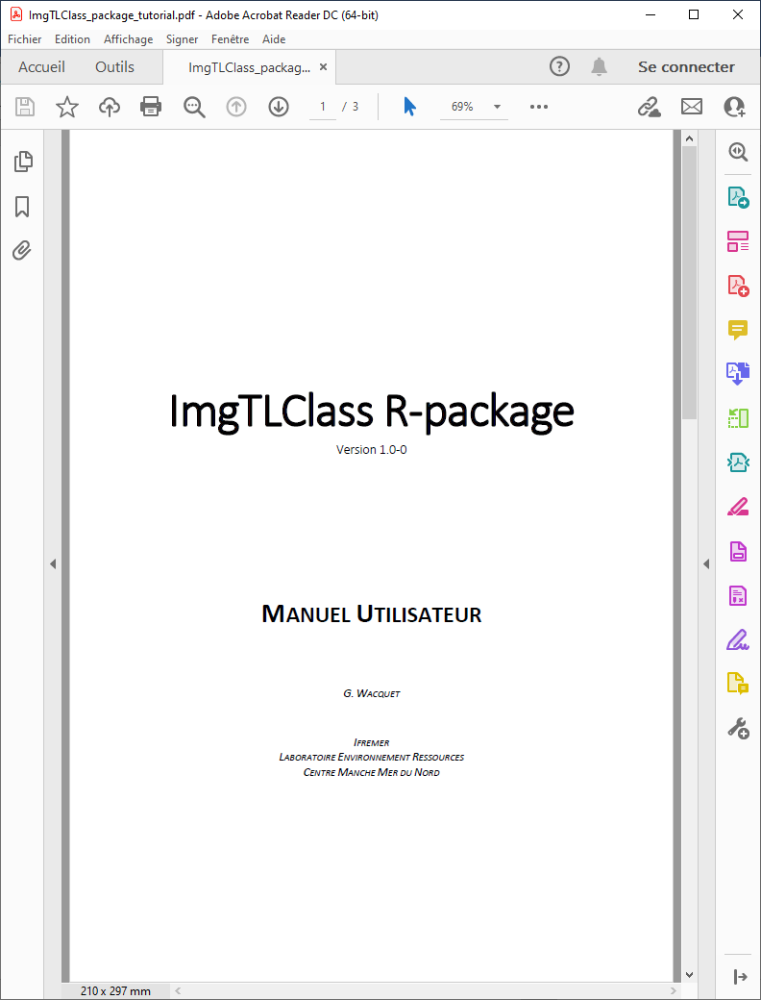 ImgTLClass_package_tutorial.pdf - Adobe Acrobat Reader DC (64-bit)
Fichier Edition Affichage Signer Fenêtre Aide
Accueil Outils ImgTLClass_packag... × Se connecter
1 / 3 69%
ImgTLClass R-package
Version 1.0-0
MANUEL UTILISATEUR
G. WACQUET
IFREMER
LABORATOIRE ENVIRONNEMENT RESSOURCES
CENTRE MANCHE MER DU NORD
210 x 297 mm